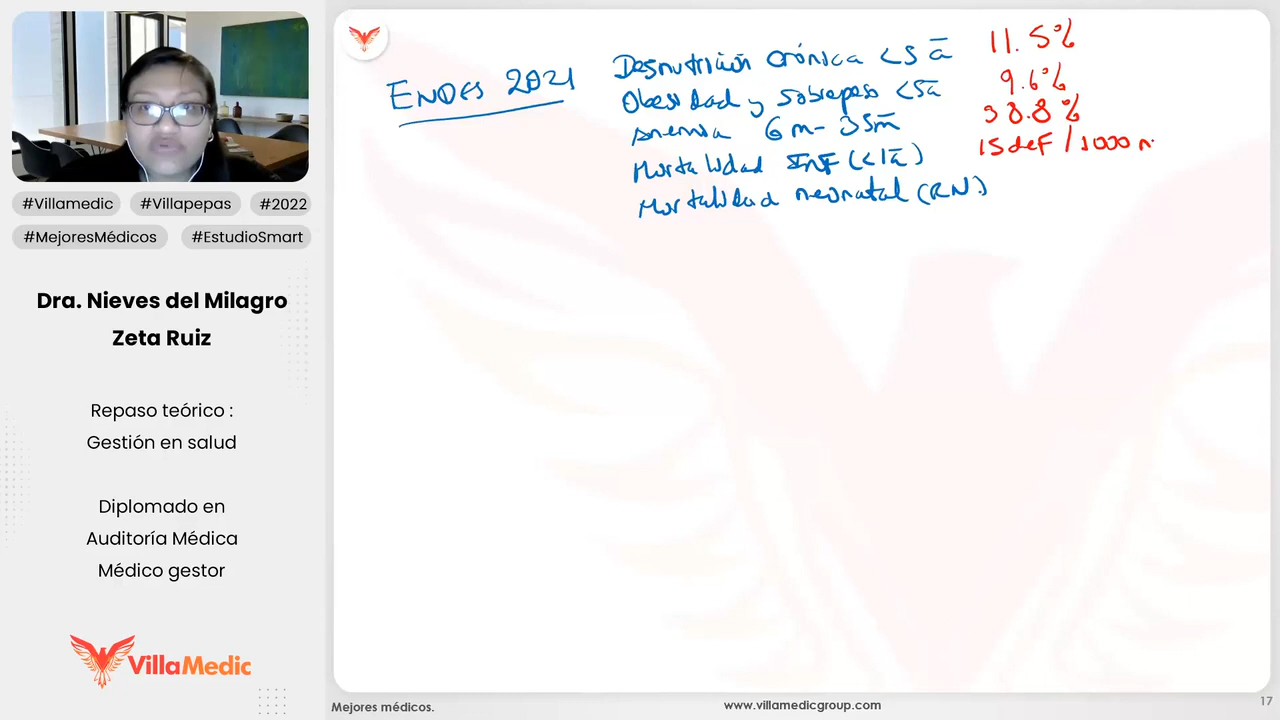 #Villamedic #Villapepas #2022
#MejoresMédicos #EstudioSmart
Dra. Nieves del Milagro
Zeta Ruiz
Repaso teórico :
Gestión en salud
Diplomado en
Auditoría Médica
Médico gestor
VillaMedic
ENDES 2021
Desnutrición crónica <5 a 11.5%
Obesidad y sobrepeso <5a 9.6%
Anemia 6m-35m 38.8%
Mortalidad Inf (<1a) 15 def / 1000 n
Mortalidad neonatal (RN)
Mejores médicos.
www.villamedicgroup.com
17